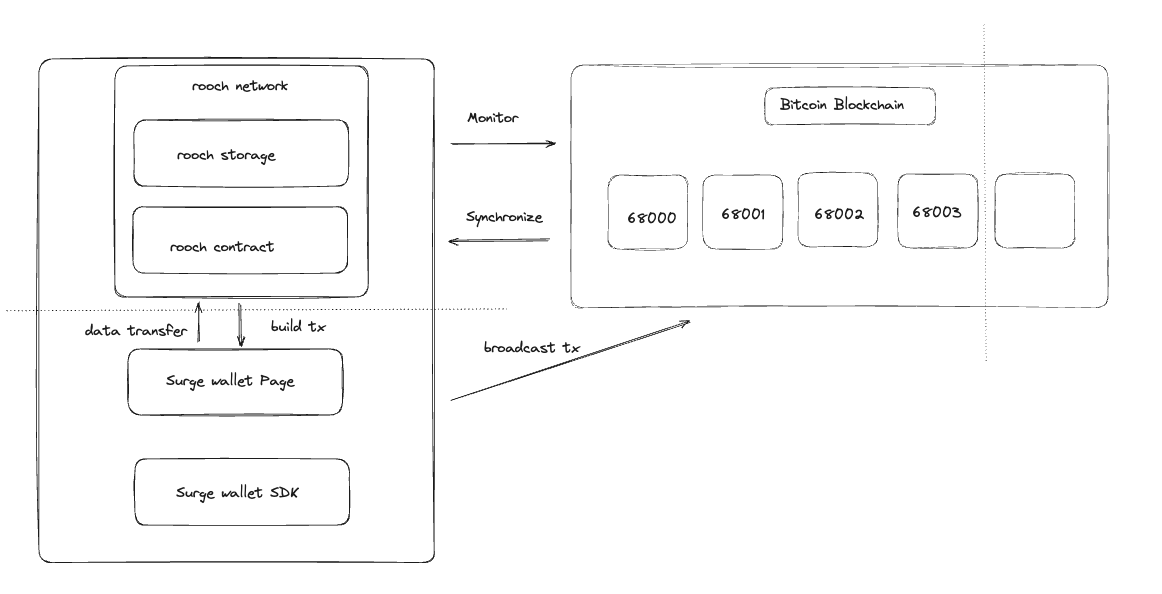 rooch network
rooch storage
rooch contract
data transfer
build tx
Surge wallet Page
Surge wallet SDK
Monitor
Synchronize
broadcast tx
Bitcoin Blockchain
68000
68001
68002
68003